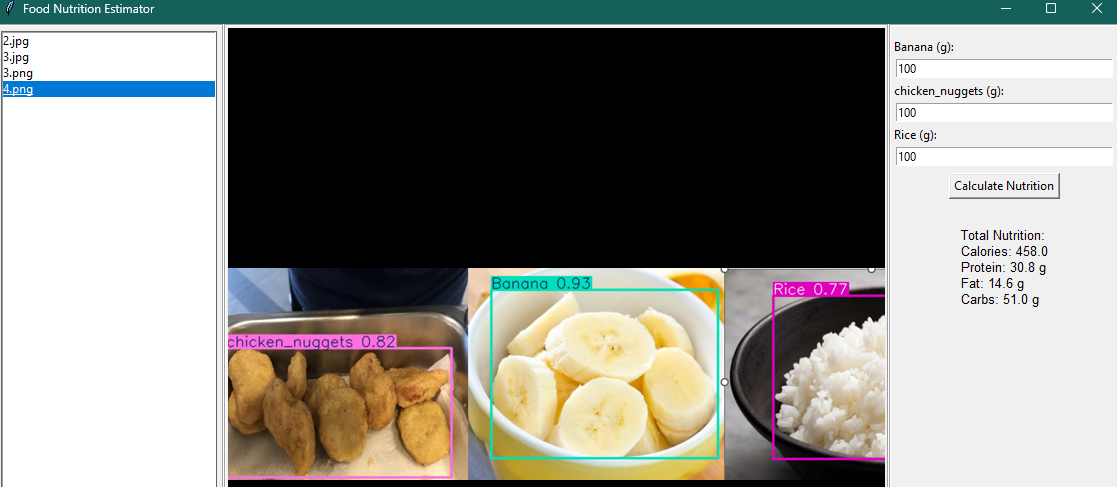 Food Nutrition Estimator
2.jpg
3.jpg
3.png
4.png
chicken_nuggets 0.82
Banana 0.93
Rice 0.77
Banana (g):
100
chicken_nuggets (g):
100
Rice (g):
100
Calculate Nutrition
Total Nutrition:
Calories: 458.0
Protein: 30.8 g
Fat: 14.6 g
Carbs: 51.0 g